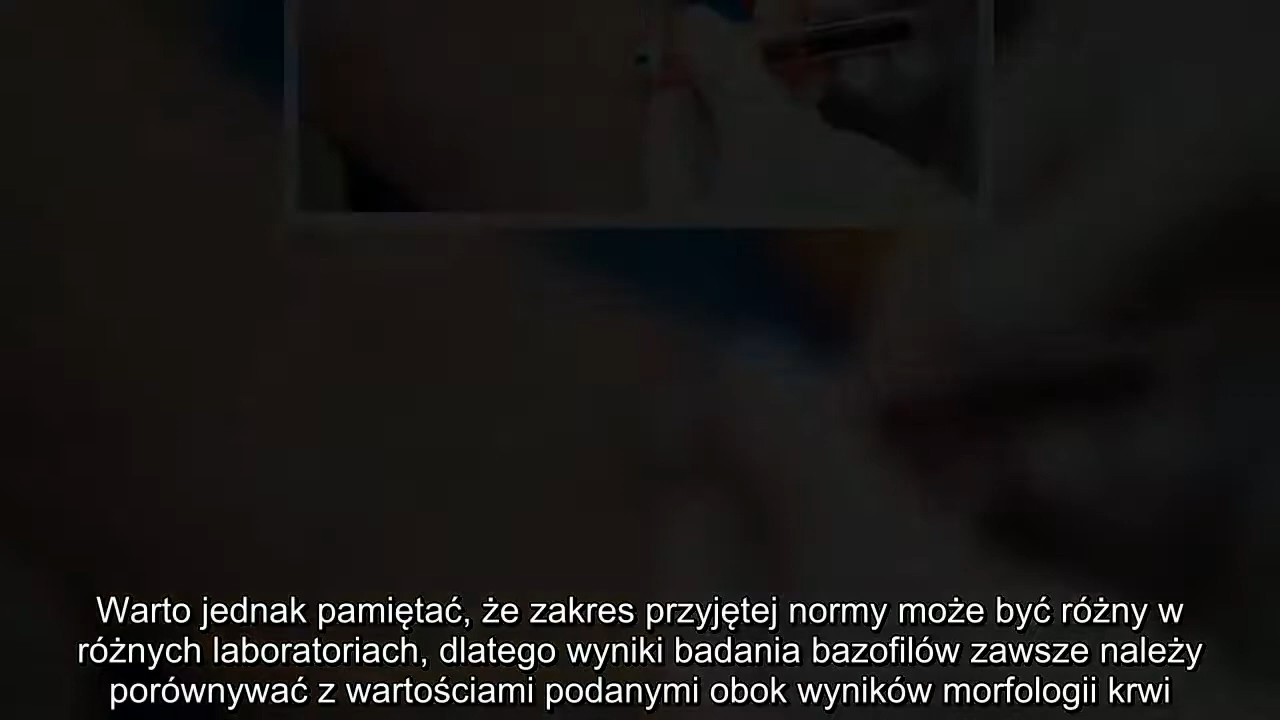 Warto jednak pamiętać, że zakres przyjętej normy może być różny w
różnych laboratoriach, dlatego wyniki badania bazofilów zawsze należy
porównywać z wartościami podanymi obok wyników morfologii krwi